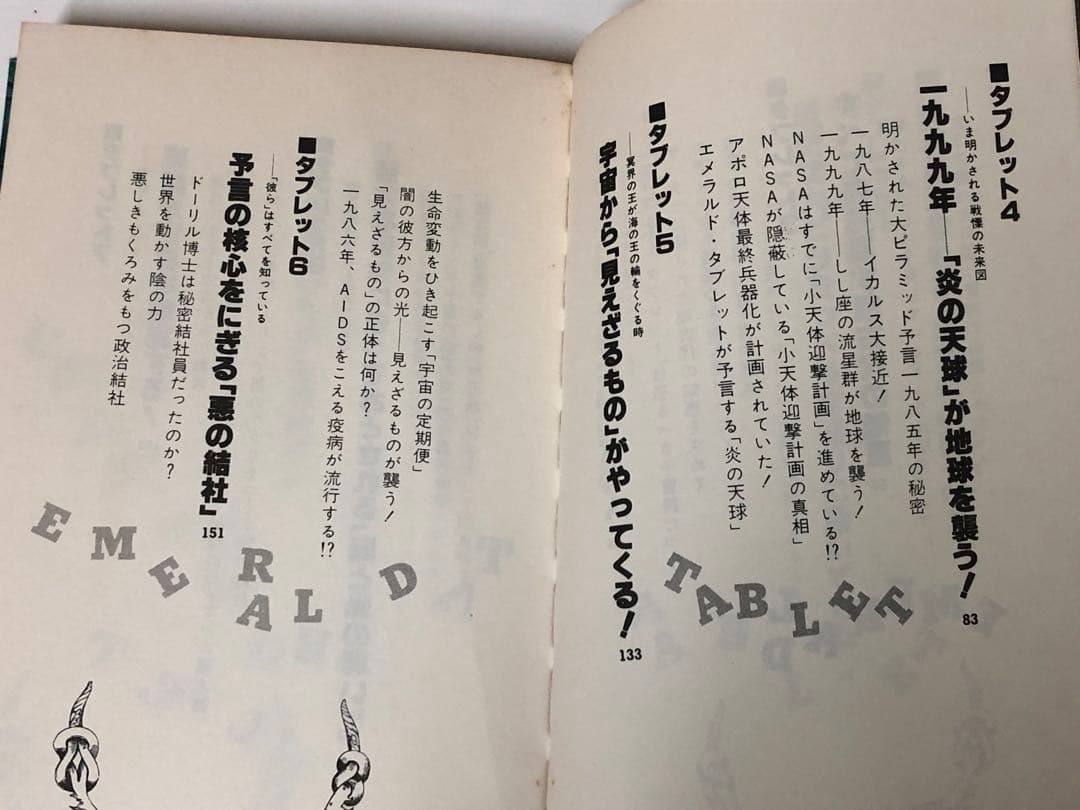 ■タブレット4
──いま明かされる戦慄の未来図
一九九九年──「炎の天球」が地球を襲う！ 83
明かされた大ピラミッド予言一九八五年の秘密
一九八七年──イカルス大接近！
一九九九年──しし座の流星群が地球を襲う！
NASAはすでに「小天体迎撃計画」を進めている!?
NASAが隠蔽している「小天体迎撃計画の真相」
アポロ天体最終兵器化が計画されていた！
エメラルド・タブレットが予言する「炎の天球」
■タブレット5
──冥界の王が海の王の輪をくぐる時
宇宙から「見えざるもの」がやってくる！ 133
TABLET
生命変動をひき起こす「宇宙の定期便」
闇の彼方からの光──見えざるものが襲う！
「見えざるもの」の正体は何か？
一九八六年、AIDSをこえる疫病が流行する!?
■タブレット6
──「彼ら」はすべてを知っている
予言の核心をにぎる「悪の結社」 151
ドーリル博士は秘密結社員だったのか？
世界を動かす陰の力
悪しきもくろみをもつ政治結社
EMERALD